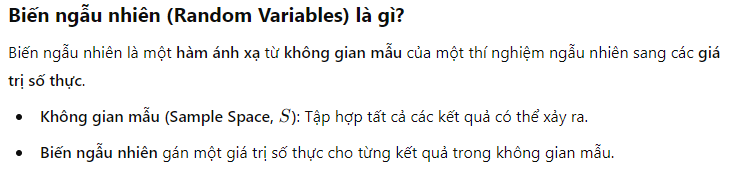 Biến ngẫu nhiên (Random Variables) là gì?
Biến ngẫu nhiên là một hàm ánh xạ từ không gian mẫu của một thí nghiệm ngẫu nhiên sang các giá
trị số thực.
• Không gian mẫu (Sample Space, S): Tập hợp tất cả các kết quả có thể xảy ra.
• Biến ngẫu nhiên gán một giá trị số thực cho từng kết quả trong không gian mẫu.